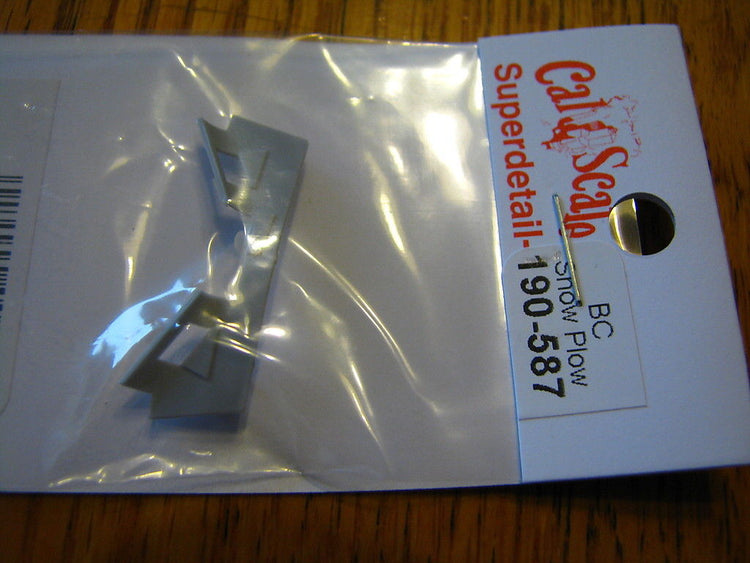 Cal Scale
Superdetail-
BC
Snow Plow
190-587